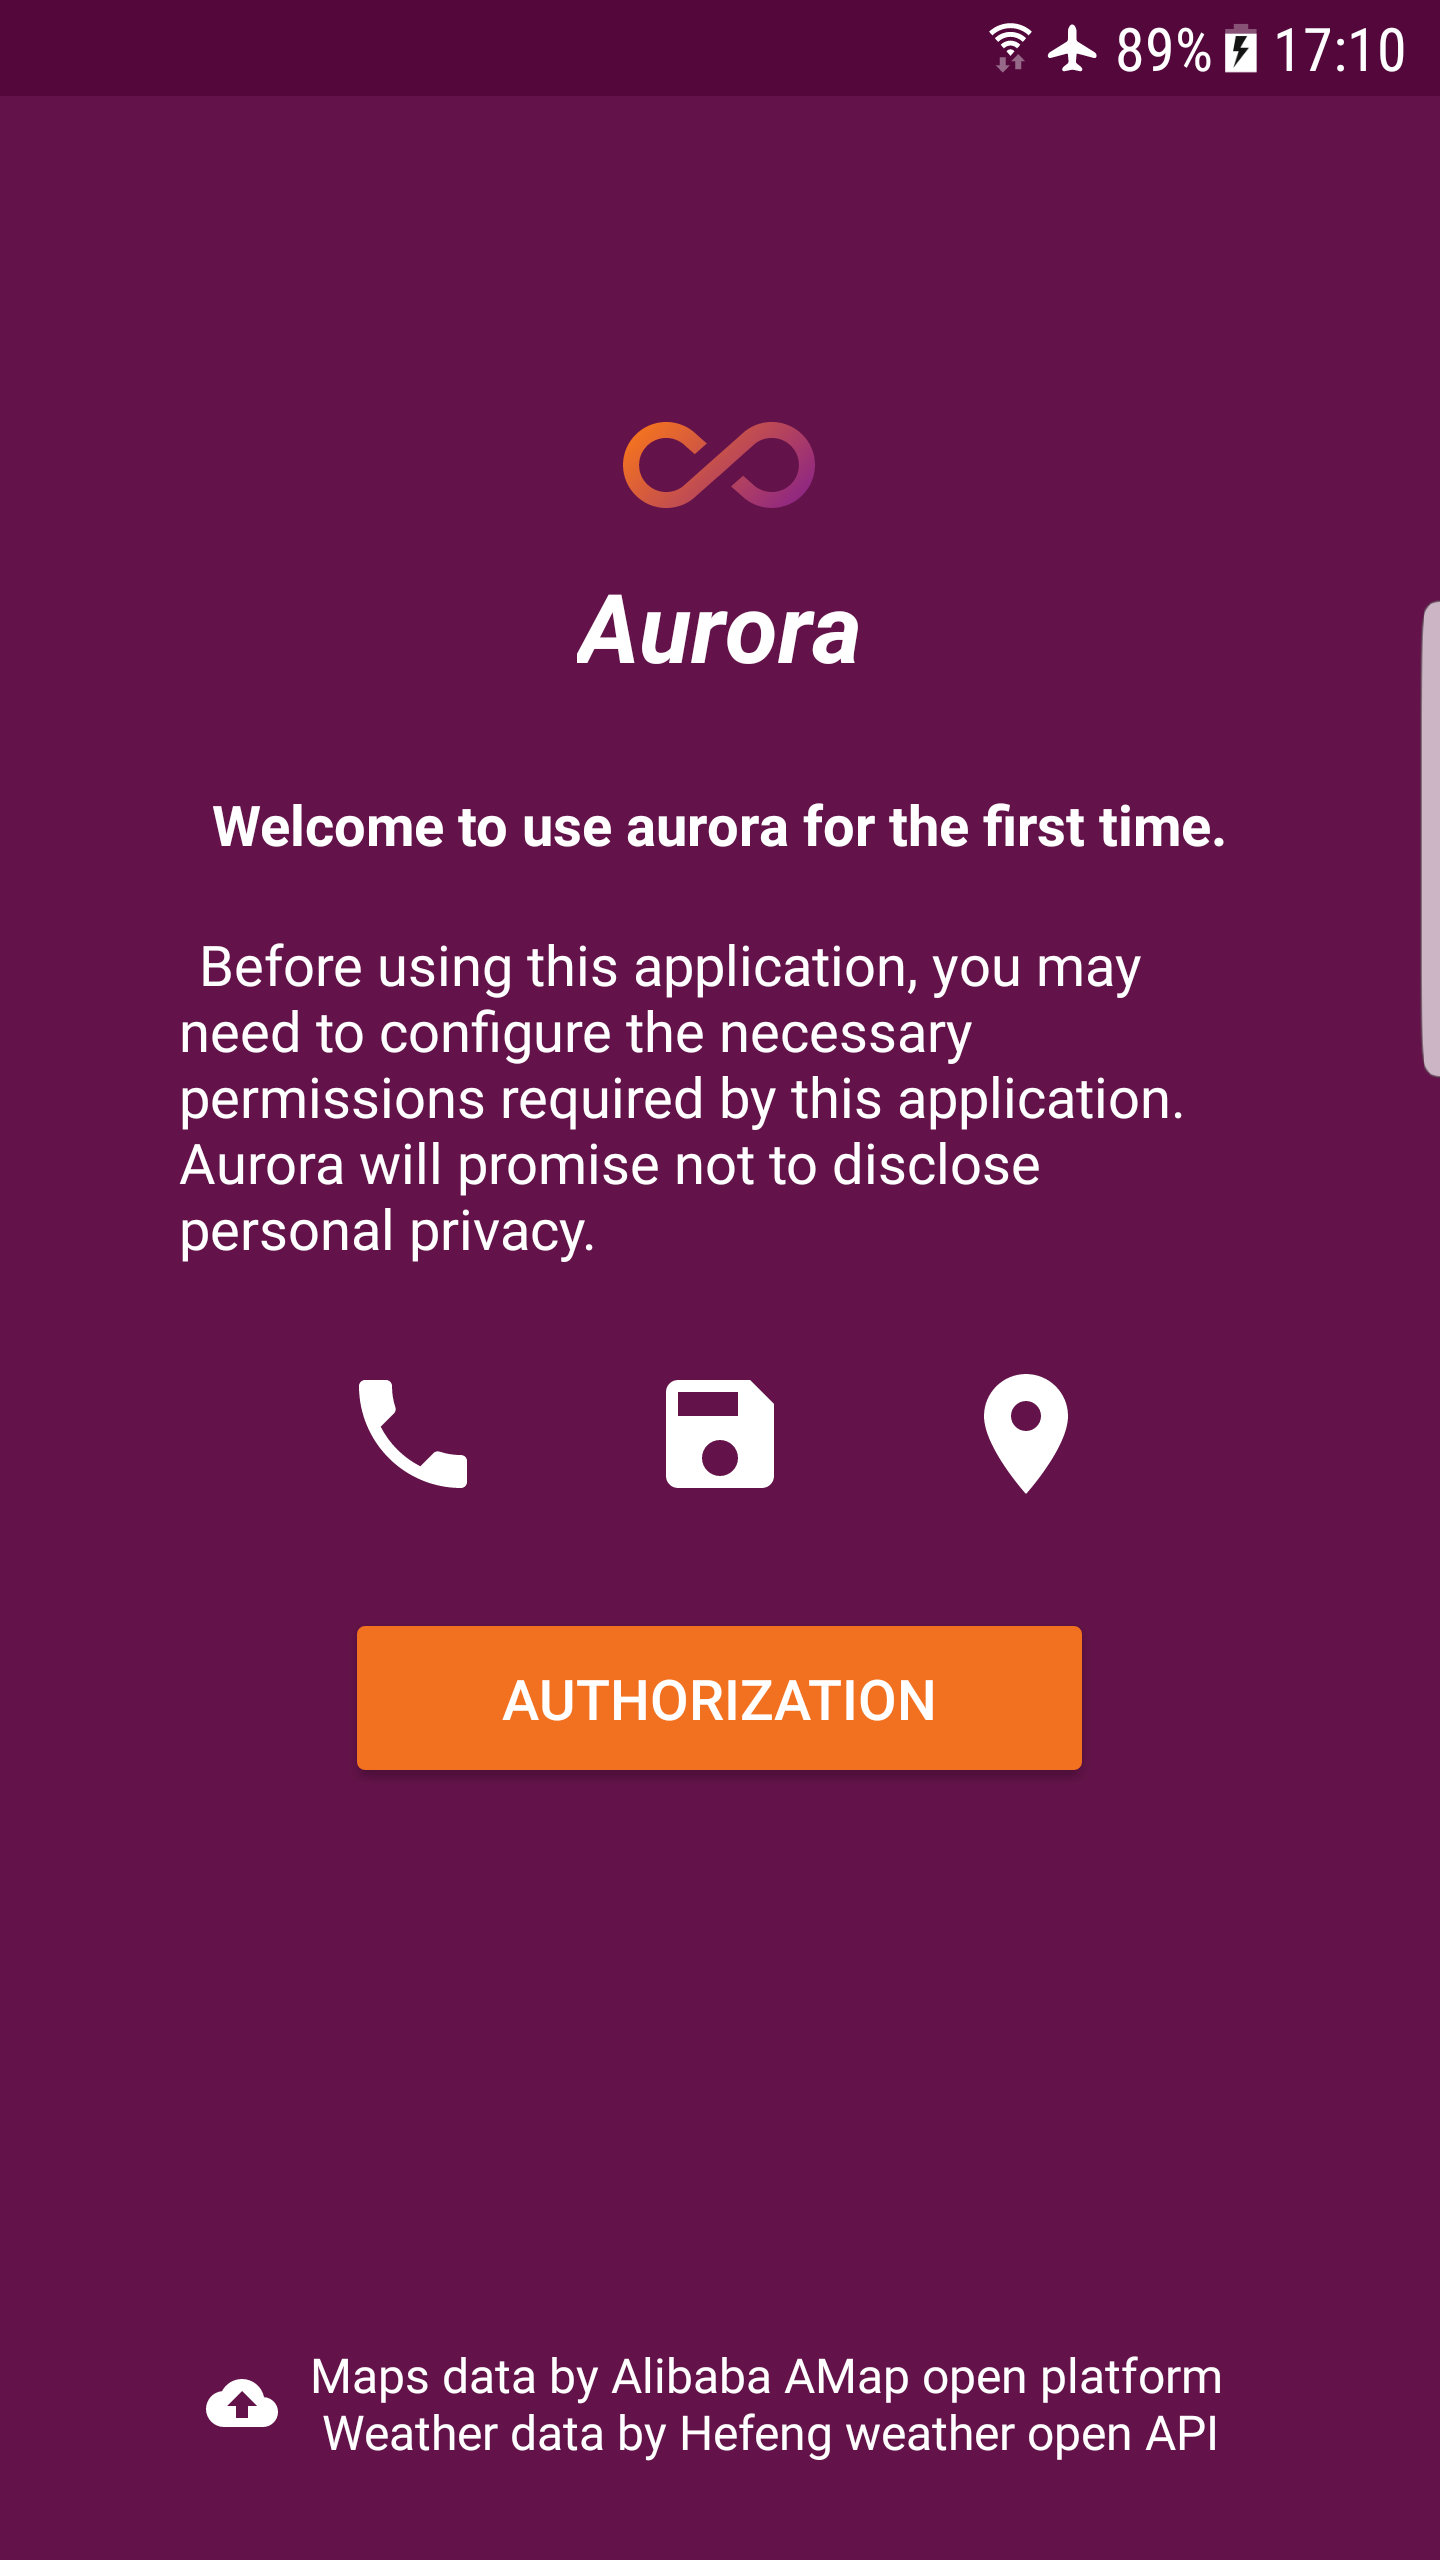 89% 17:10
Aurora
Welcome to use aurora for the first time.
Before using this application, you may
need to configure the necessary
permissions required by this application.
Aurora will promise not to disclose
personal privacy.
AUTHORIZATION
Maps data by Alibaba AMap open platform
Weather data by Hefeng weather open API